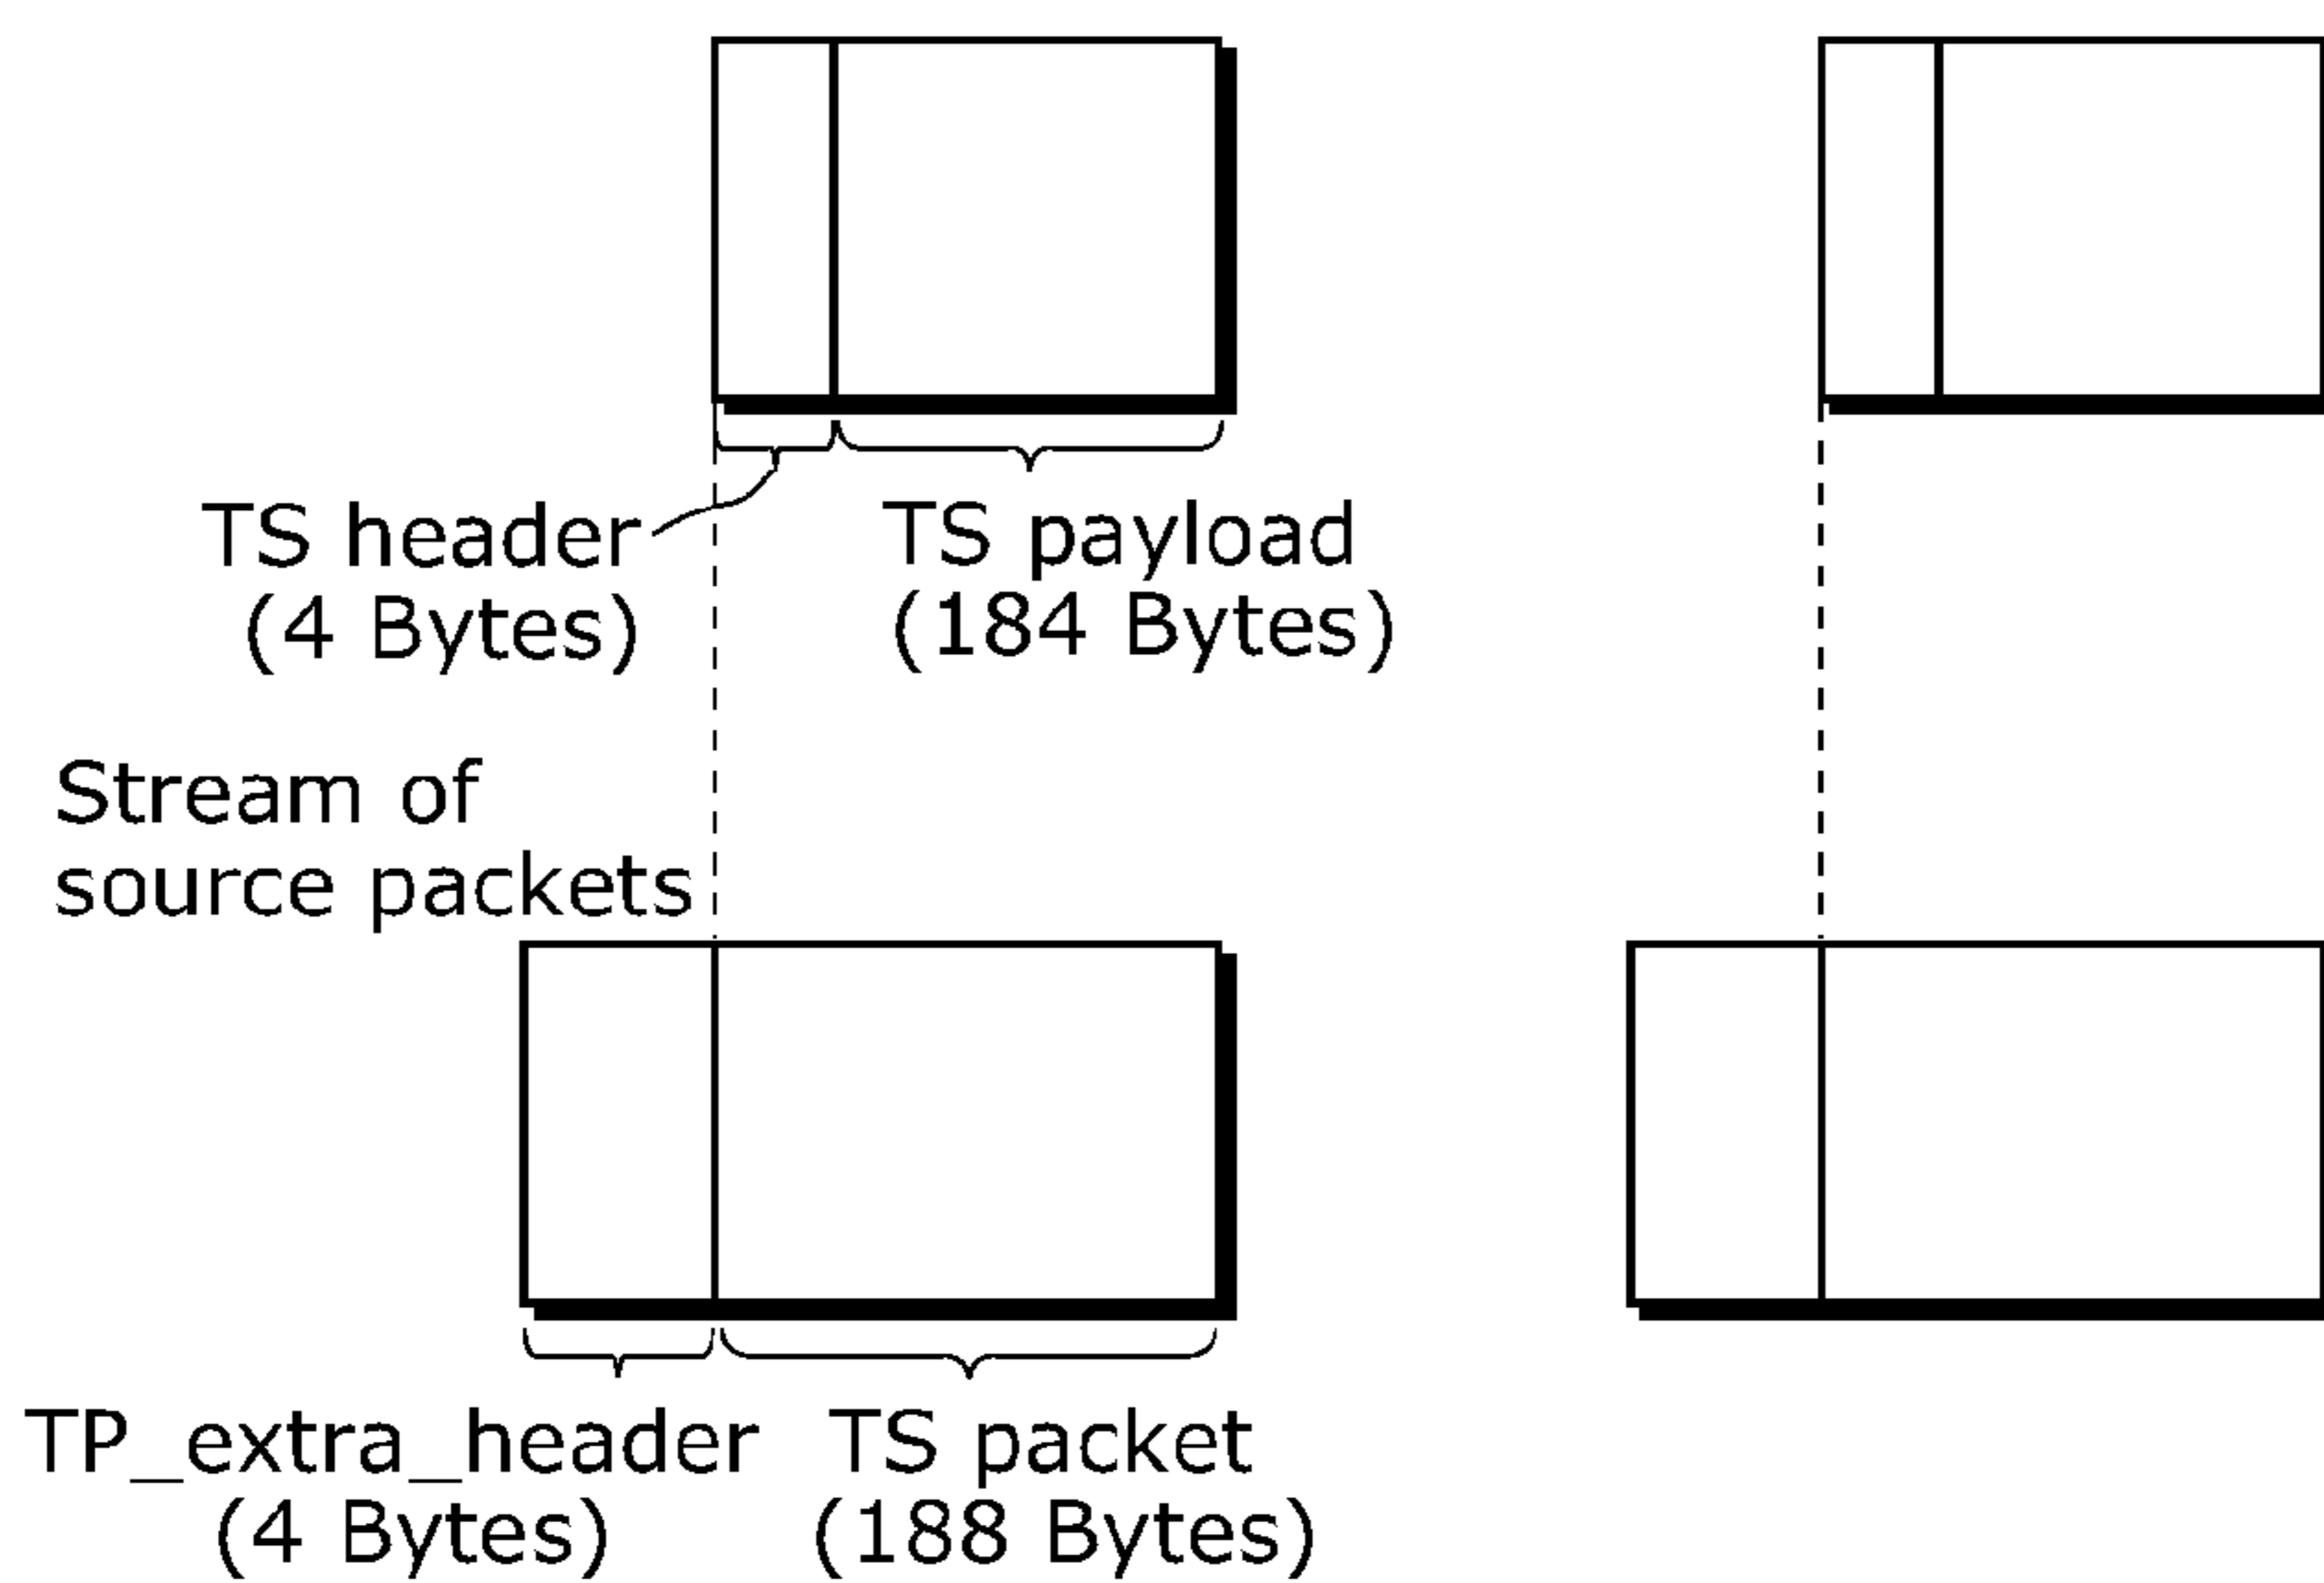 TS header
(4 Bytes)
TS payload
(184 Bytes)
Stream of
source packets
TP_extra_header
(4 Bytes)
TS packet
(188 Bytes)